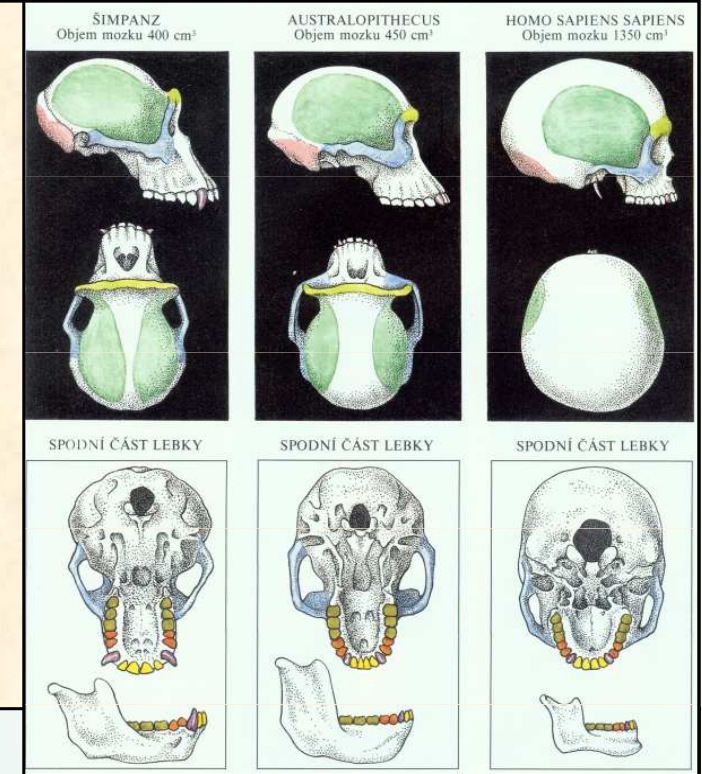 ŠIMPANZ
Objem mozku 400 cm³
AUSTRALOPITHECUS
Objem mozku 450 cm³
HOMO SAPIENS SAPIENS
Objem mozku 1350 cm³
SPODNÍ ČÁST LEBKY
SPODNÍ ČÁST LEBKY
SPODNÍ ČÁST LEBKY